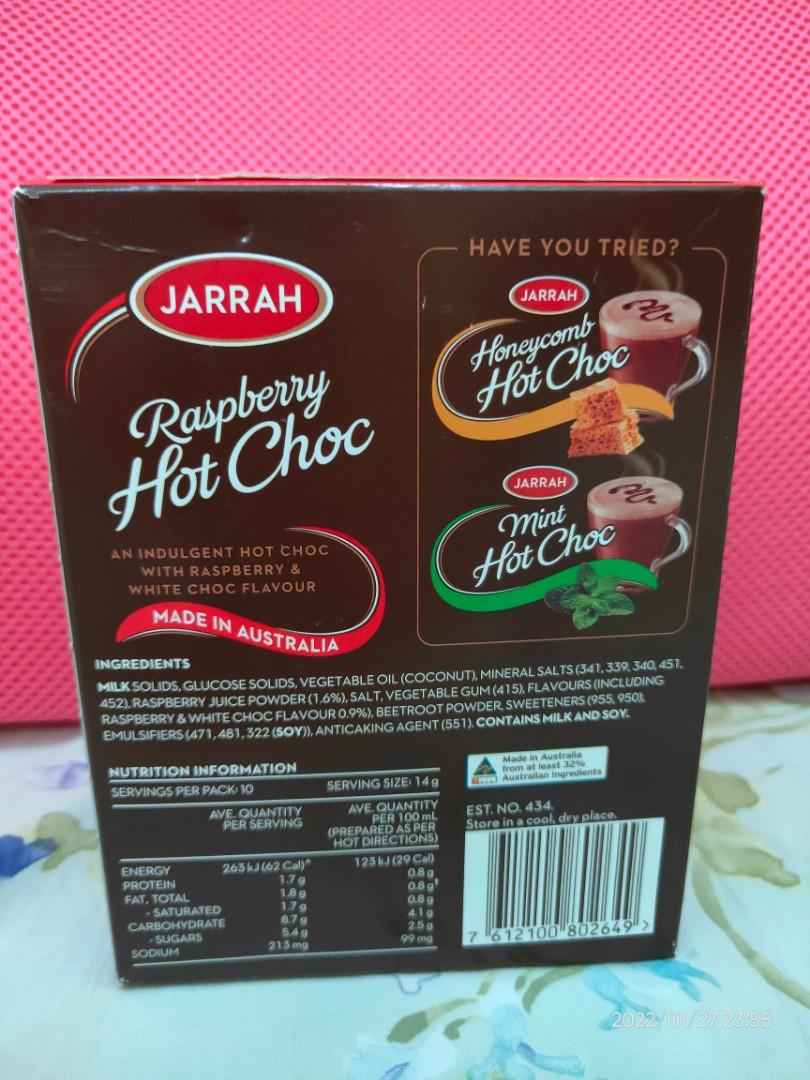 JARRAH
Raspberry
Hot Choc
AN INDULGENT HOT CHOC
WITH RASPBERRY &
WHITE CHOC FLAVOUR
MADE IN AUSTRALIA
HAVE YOU TRIED?
JARRAH
Honeycomb
Hot Choc
JARRAH
Mint
Hot Choc
INGREDIENTS
MILK SOLIDS, GLUCOSE SOLIDS, VEGETABLE OIL (COCONUT), MINERAL SALTS (341, 339, 340, 451,
452), RASPBERRY JUICE POWDER (1.6%), SALT, VEGETABLE GUM (415), FLAVOURS (INCLUDING
RASPBERRY & WHITE CHOC FLAVOUR 0.9%), BEETROOT POWDER, SWEETENERS (955, 950),
EMULSIFIERS (471, 481, 322 (SOY)), ANTICAKING AGENT (551). CONTAINS MILK AND SOY.
NUTRITION INFORMATION
SERVINGS PER PACK: 10 SERVING SIZE: 14 g
AVE. QUANTITY
PER SERVING
AVE. QUANTITY
PER 100 mL
(PREPARED AS PER
HOT DIRECTIONS)
ENERGY 263 kJ (62 Cal)^ 123 kJ (29 Cal)
PROTEIN 1.7 g 0.8 g
FAT, TOTAL 1.8 g 0.8 g†
- SATURATED 1.7 g 0.8 g
CARBOHYDRATE 8.7 g 4.1 g
- SUGARS 5.4 g 2.5 g
SODIUM 213 mg 99 mg
Made in Australia
from at least 32%
Australian ingredients
EST. NO. 434.
Store in a cool, dry place.
7 612100 802649 >
2022/01/27 23:55